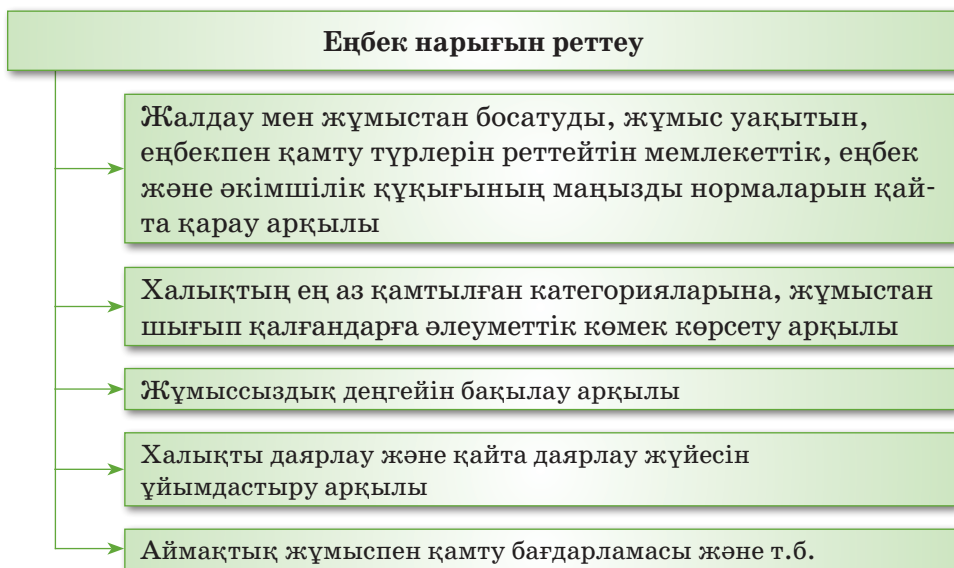 Еңбек нарығын реттеу
Жалдау мен жұмыстан босатуды, жұмыс уақытын,
еңбекпен қамту түрлерін реттейтін мемлекеттік, еңбек
және әкімшілік құқығының маңызды нормаларын қай-
та қарау арқылы
Халықтың ең аз қамтылған категорияларына, жұмыстан
шығып қалғандарға әлеуметтік көмек көрсету арқылы
Жұмыссыздық деңгейін бақылау арқылы
Халықты даярлау және қайта даярлау жүйесін
ұйымдастыру арқылы
Аймақтық жұмыспен қамту бағдарламасы және т.б.